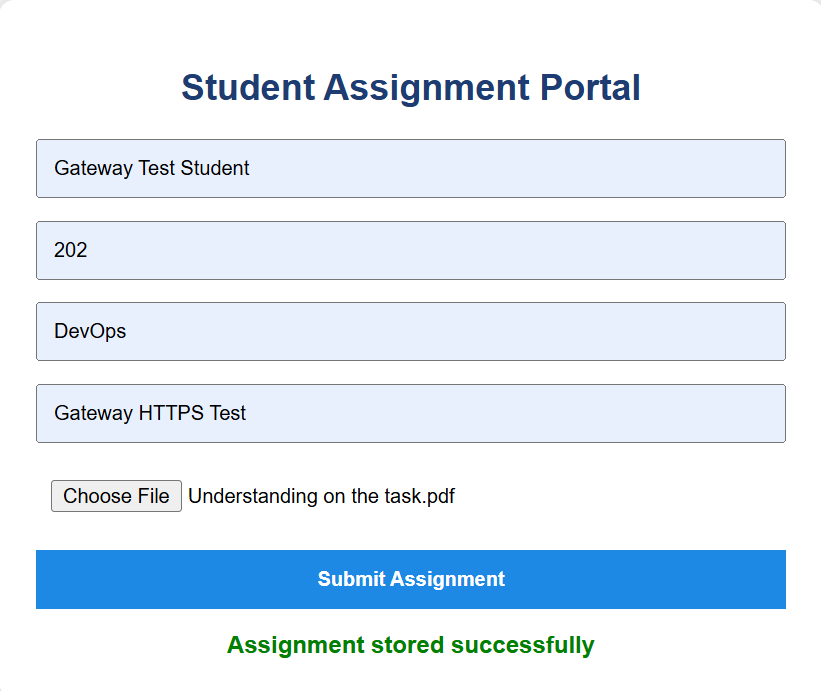 Student Assignment Portal
Gateway Test Student
202
DevOps
Gateway HTTPS Test
Choose File Understanding on the task.pdf
Submit Assignment
Assignment stored successfully